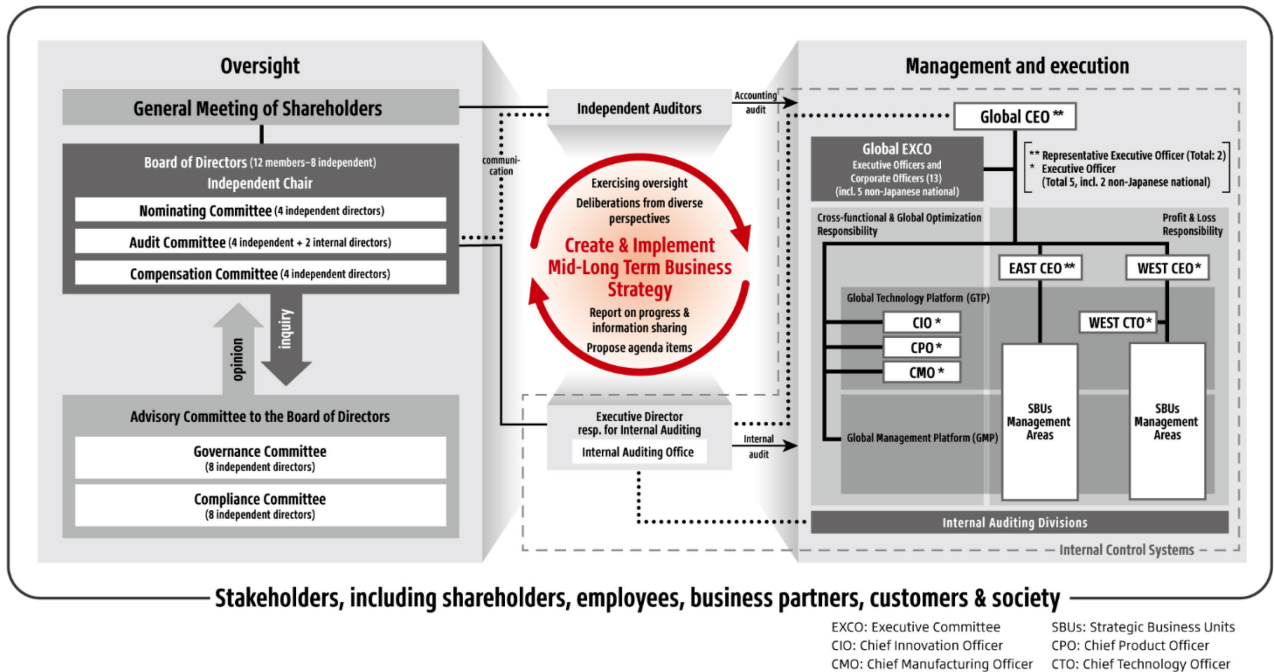 Oversight
General Meeting of Shareholders
Board of Directors (12 members–8 independent)
Independent Chair
Nominating Committee (4 independent directors)
Audit Committee (4 independent + 2 internal directors)
Compensation Committee (4 independent directors)
opinion
inquiry
Advisory Committee to the Board of Directors
Governance Committee
(8 independent directors)
Compliance Committee
(8 independent directors)
Independent Auditors
Accounting
audit
communi-
cation
Exercising oversight
Deliberations from diverse
perspectives
Create & Implement
Mid-Long Term Business
Strategy
Report on progress &
information sharing
Propose agenda items
Executive Director
resp. for Internal Auditing
Internal Auditing Office
Internal
audit
Management and execution
Global CEO **
Global EXCO
Executive Officers and
Corporate Officers (13)
(incl. 5 non-Japanese national)
** Representative Executive Officer (Total: 2)
* Executive Officer
(Total 5, incl. 2 non-Japanese national)
Cross-functional & Global Optimization
Responsibility
Profit & Loss
Responsibility
EAST CEO **
WEST CEO *
Global Technology Platform (GTP)
CIO *
CPO *
CMO *
WEST CTO *
SBUs
Management
Areas
SBUs
Management
Areas
Global Management Platform (GMP)
Internal Auditing Divisions
Internal Control Systems
Stakeholders, including shareholders, employees, business partners, customers & society
EXCO: Executive Committee
CIO: Chief Innovation Officer
CMO: Chief Manufacturing Officer
SBUs: Strategic Business Units
CPO: Chief Product Officer
CTO: Chief Technology Officer